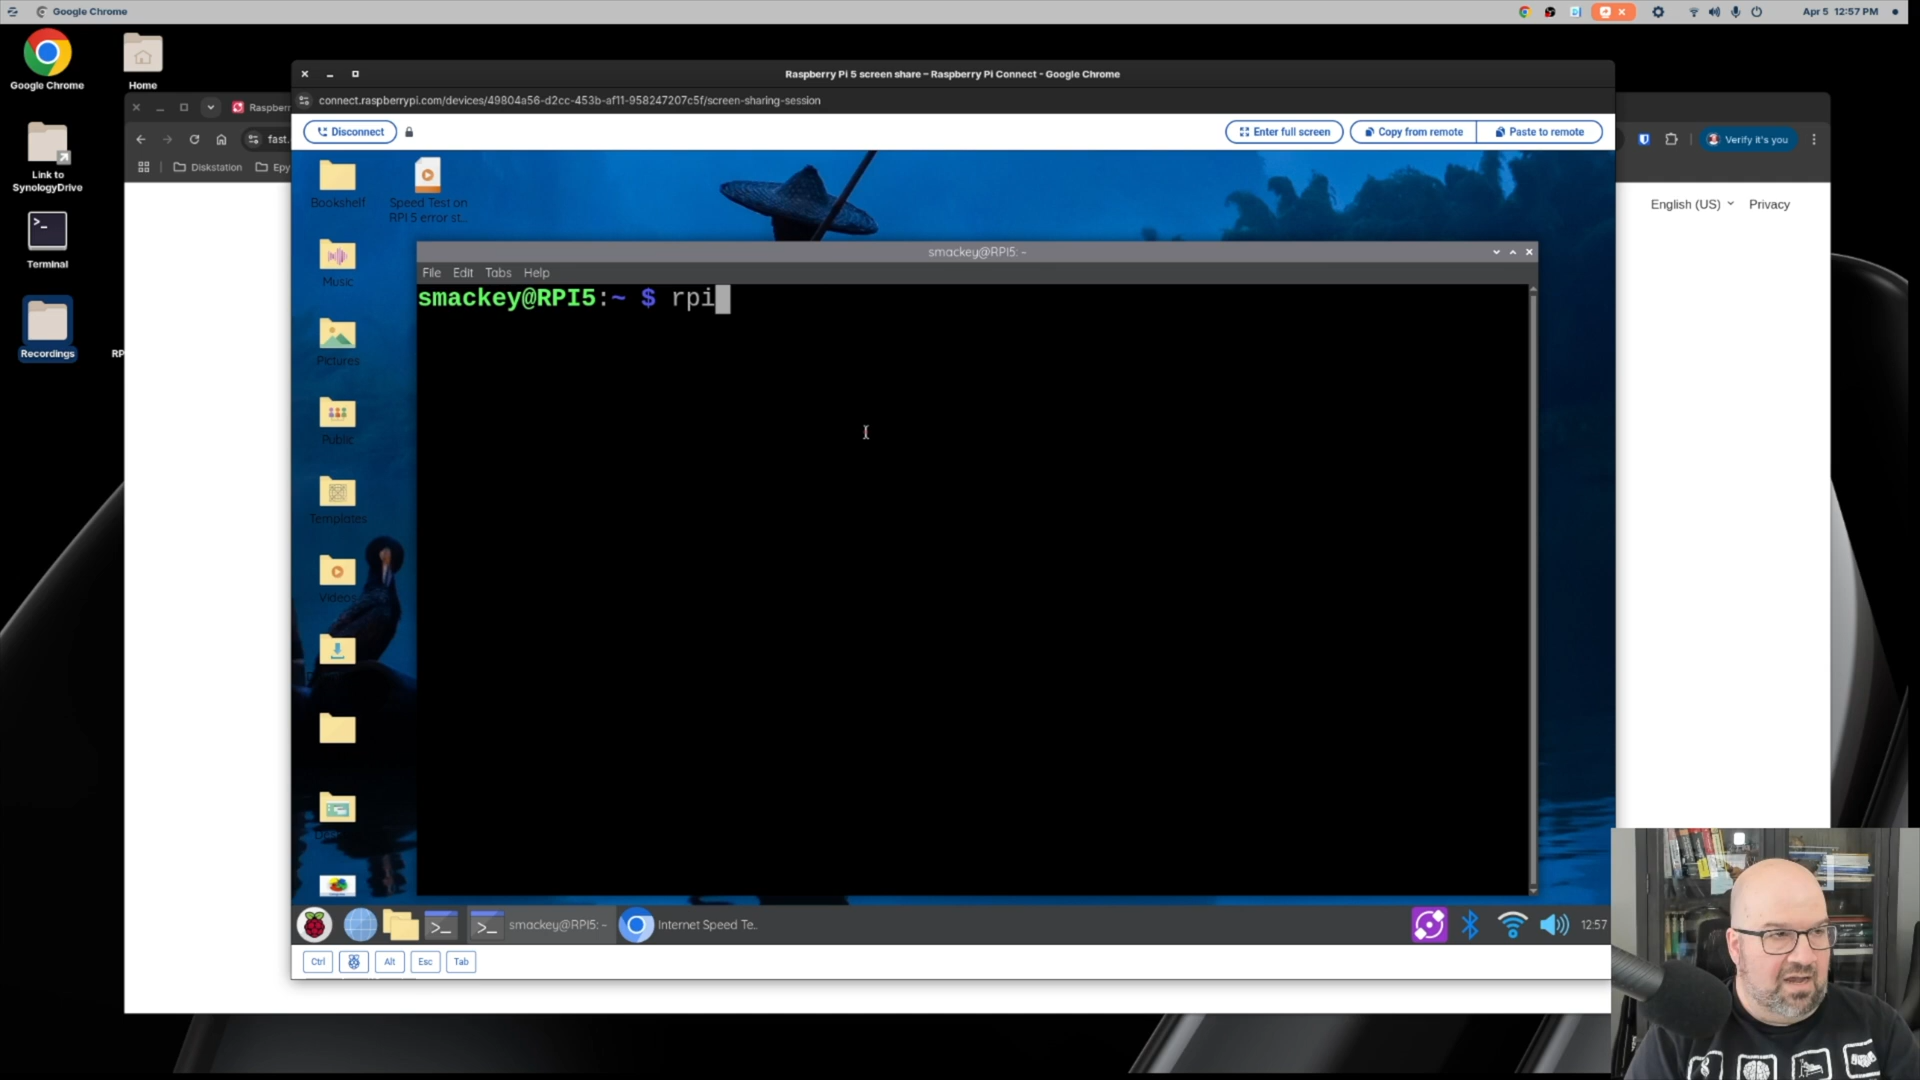 Google Chrome
Apr 5 12:57 PM
Google Chrome
Home
Link to
SynologyDrive
Terminal
Recordings
RP
Raspberr
fast.
Diskstation
Epy
Verify it's you
English (US)
Privacy
Raspberry Pi 5 screen share – Raspberry Pi Connect - Google Chrome
connect.raspberrypi.com/devices/49804a56-d2cc-453b-af11-958247207c5f/screen-sharing-session
Disconnect
Enter full screen
Copy from remote
Paste to remote
Bookshelf
Speed Test on
RPI 5 error st...
Music
Pictures
Public
Templates
Videos
smackey@RPI5: ~
File Edit Tabs Help
smackey@RPI5:~ $ rpi
smackey@RPI5: ~
Internet Speed Te..
12:57
Ctrl
Alt
Esc
Tab